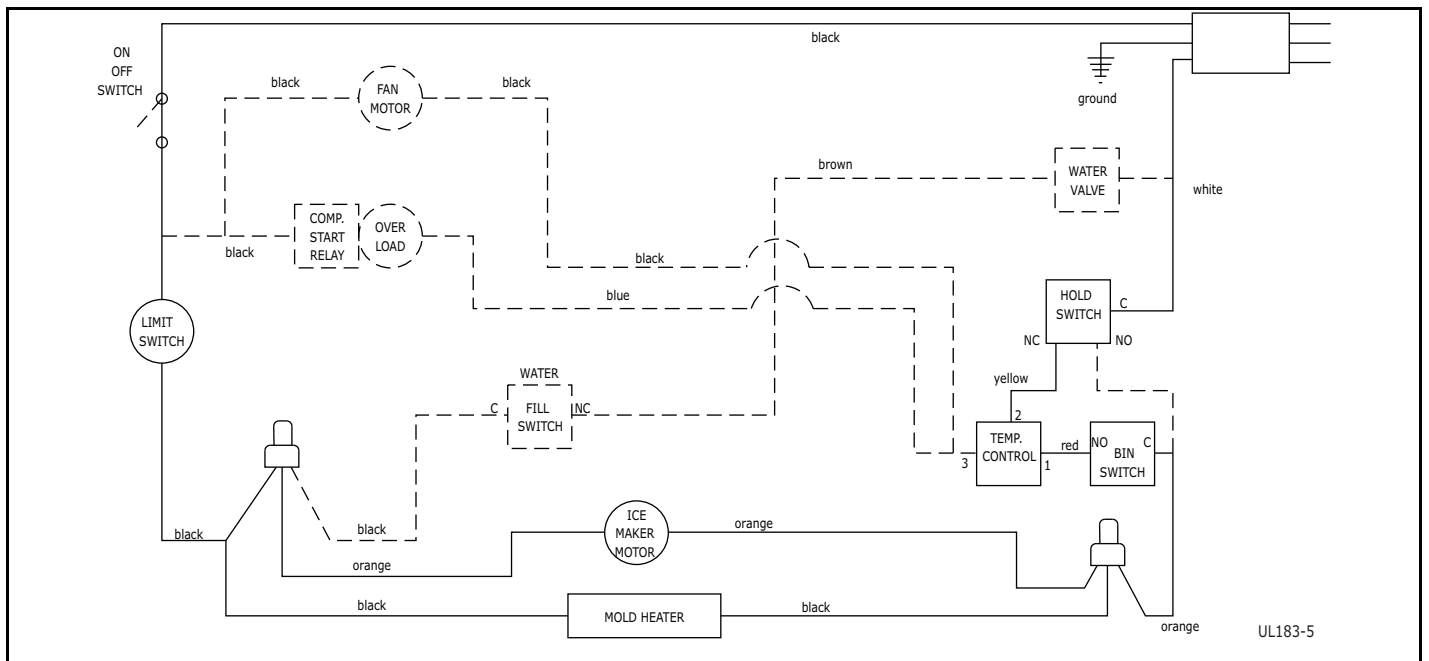 black
ON
OFF
SWITCH
ground
black
FAN
MOTOR
black
brown
WATER
VALVE
white
COMP.
START
RELAY
OVER
LOAD
black
black
blue
HOLD
SWITCH
C
NC
NO
LIMIT
SWITCH
yellow
WATER
C
FILL
SWITCH
NC
2
TEMP.
CONTROL
3
1
red
NO
C
BIN
SWITCH
black
black
ICE
MAKER
MOTOR
orange
orange
black
MOLD HEATER
black
orange
UL183-5